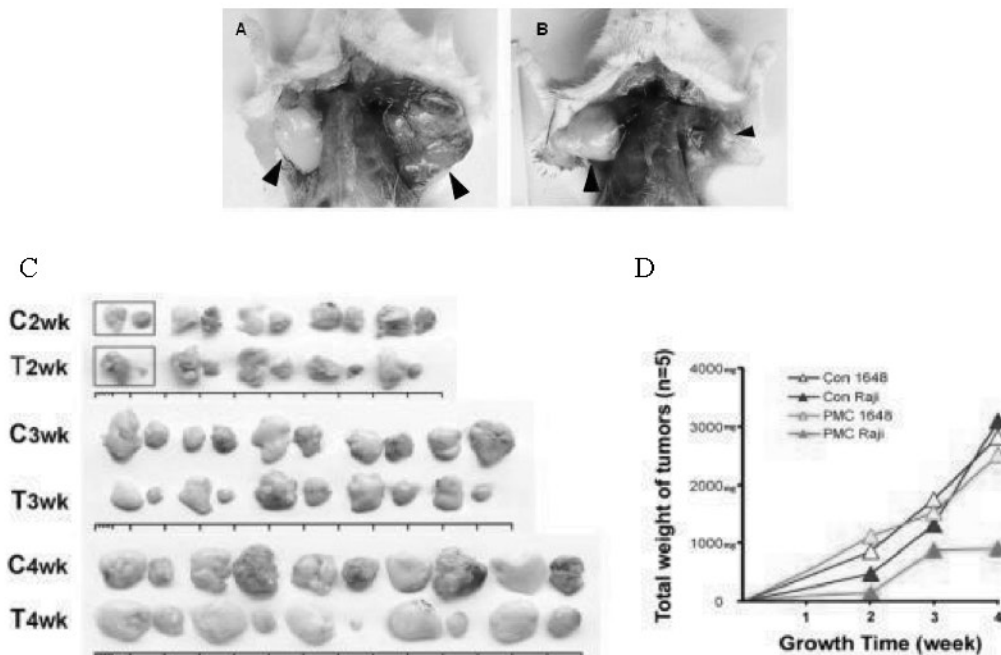 A
B
C
D
C2wk
T2wk
C3wk
T3wk
C4wk
T4wk
Total weight of tumors (n=5)
4000mg
3000mg
2000mg
1000mg
0
Con 1648
Con Raji
PMC 1648
PMC Raji
1 2 3 4
Growth Time (week)